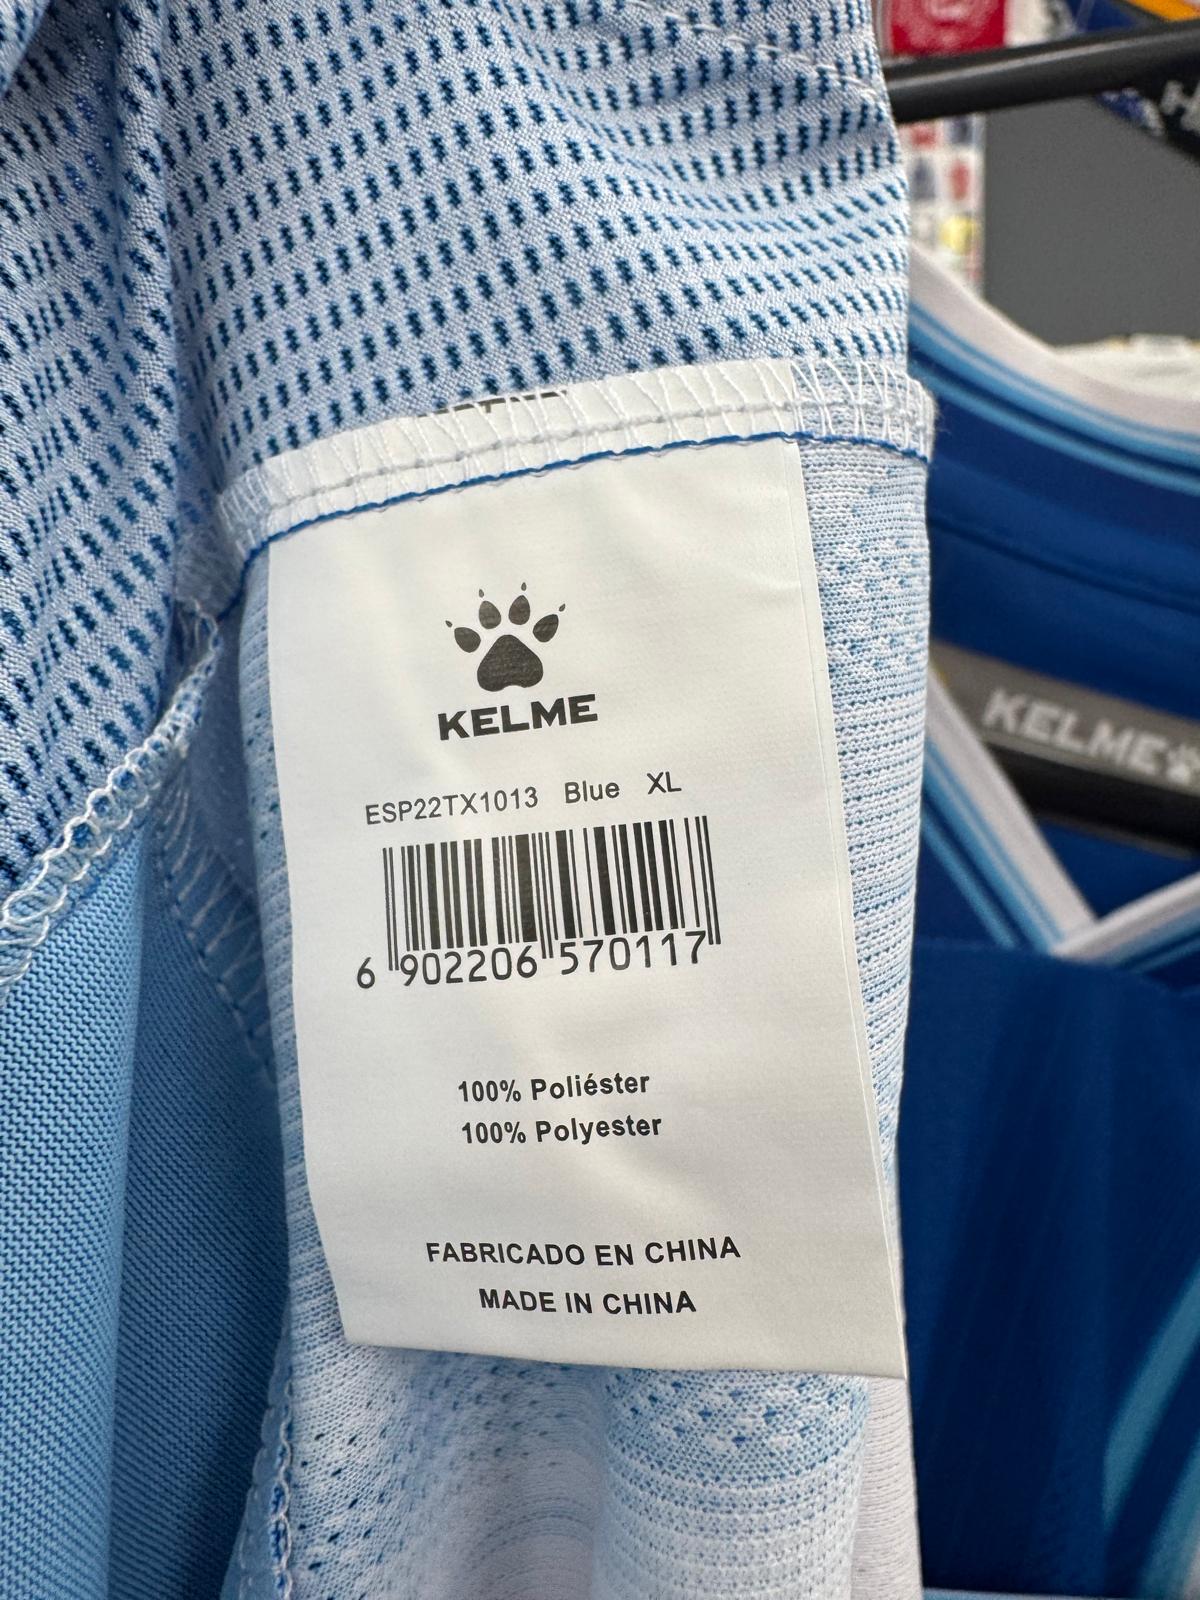 KELME
ESP22TX1013 Blue XL
6 902206 570117
100% Poliéster
100% Polyester
FABRICADO EN CHINA
MADE IN CHINA
KELME